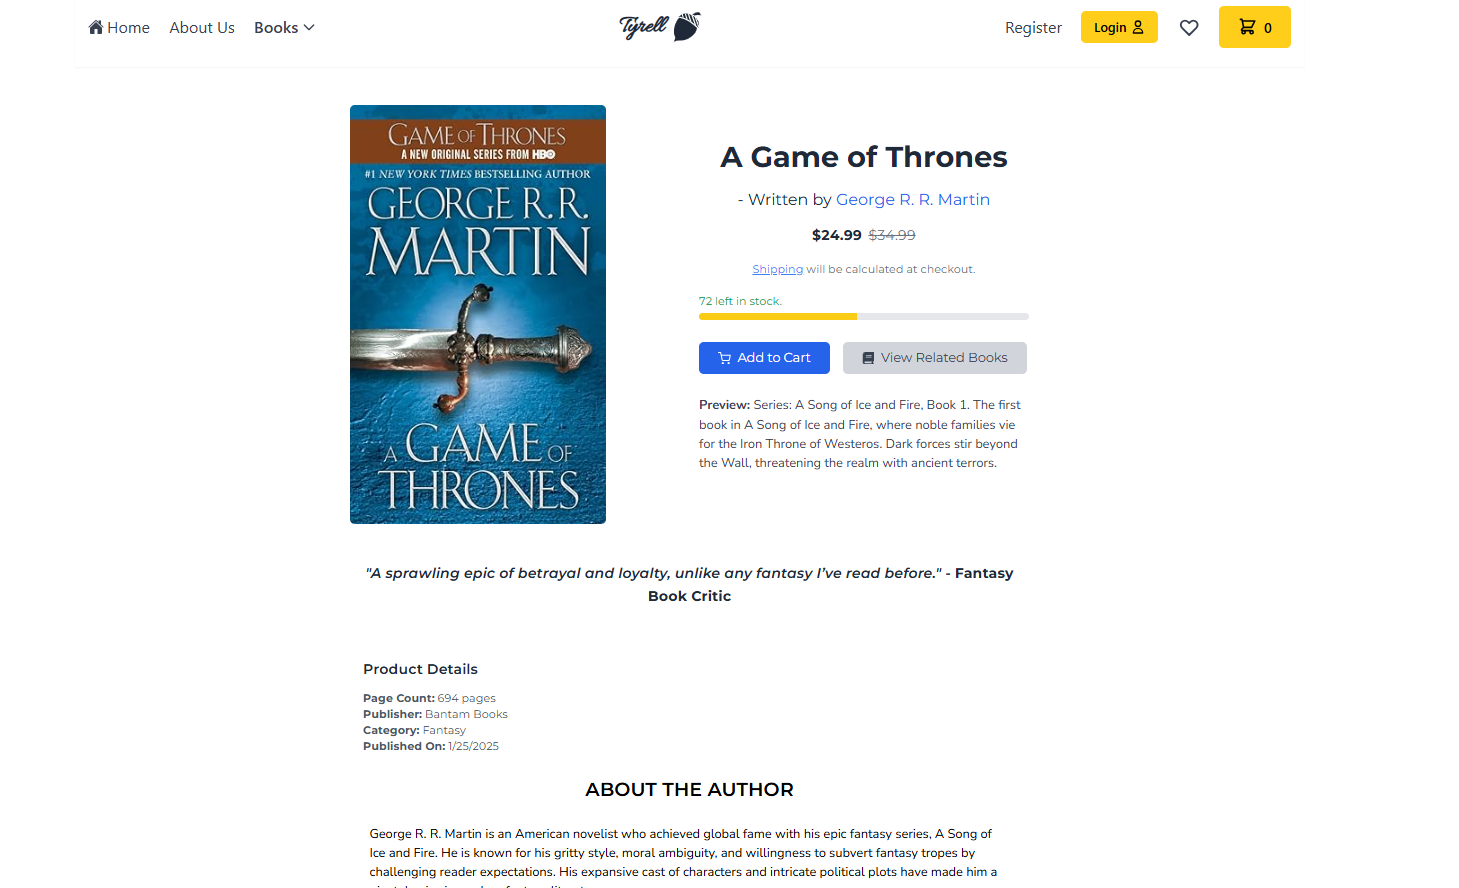 Home
About Us
Books
Tyrell
Register
Login
0
GAME OF THRONES
A NEW ORIGINAL SERIES FROM HBO
#1 NEW YORK TIMES BESTSELLING AUTHOR
GEORGE R.R.
MARTIN
A GAME OF
THRONES
A Game of Thrones
- Written by George R. R. Martin
$24.99 $34.99
Shipping will be calculated at checkout.
72 left in stock.
Add to Cart
View Related Books
Preview: Series: A Song of Ice and Fire, Book 1. The first
book in A Song of Ice and Fire, where noble families vie
for the Iron Throne of Westeros. Dark forces stir beyond
the Wall, threatening the realm with ancient terrors.
"A sprawling epic of betrayal and loyalty, unlike any fantasy I’ve read before." - Fantasy
Book Critic
Product Details
Page Count: 694 pages
Publisher: Bantam Books
Category: Fantasy
Published On: 1/25/2025
ABOUT THE AUTHOR
George R. R. Martin is an American novelist who achieved global fame with his epic fantasy series, A Song of
Ice and Fire. He is known for his gritty style, moral ambiguity, and willingness to subvert fantasy tropes by
challenging reader expectations. His expansive cast of characters and intricate political plots have made him a